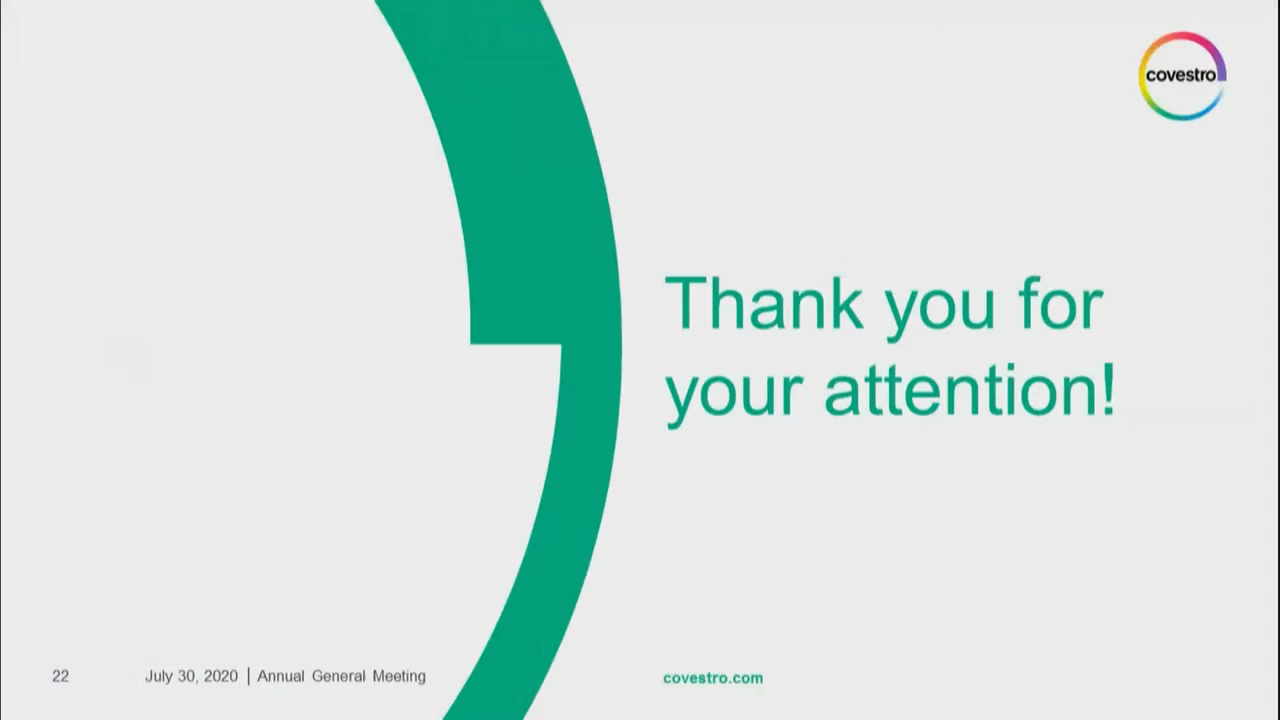 covestro
Thank you for
your attention!
22
July 30, 2020 | Annual General Meeting
covestro.com